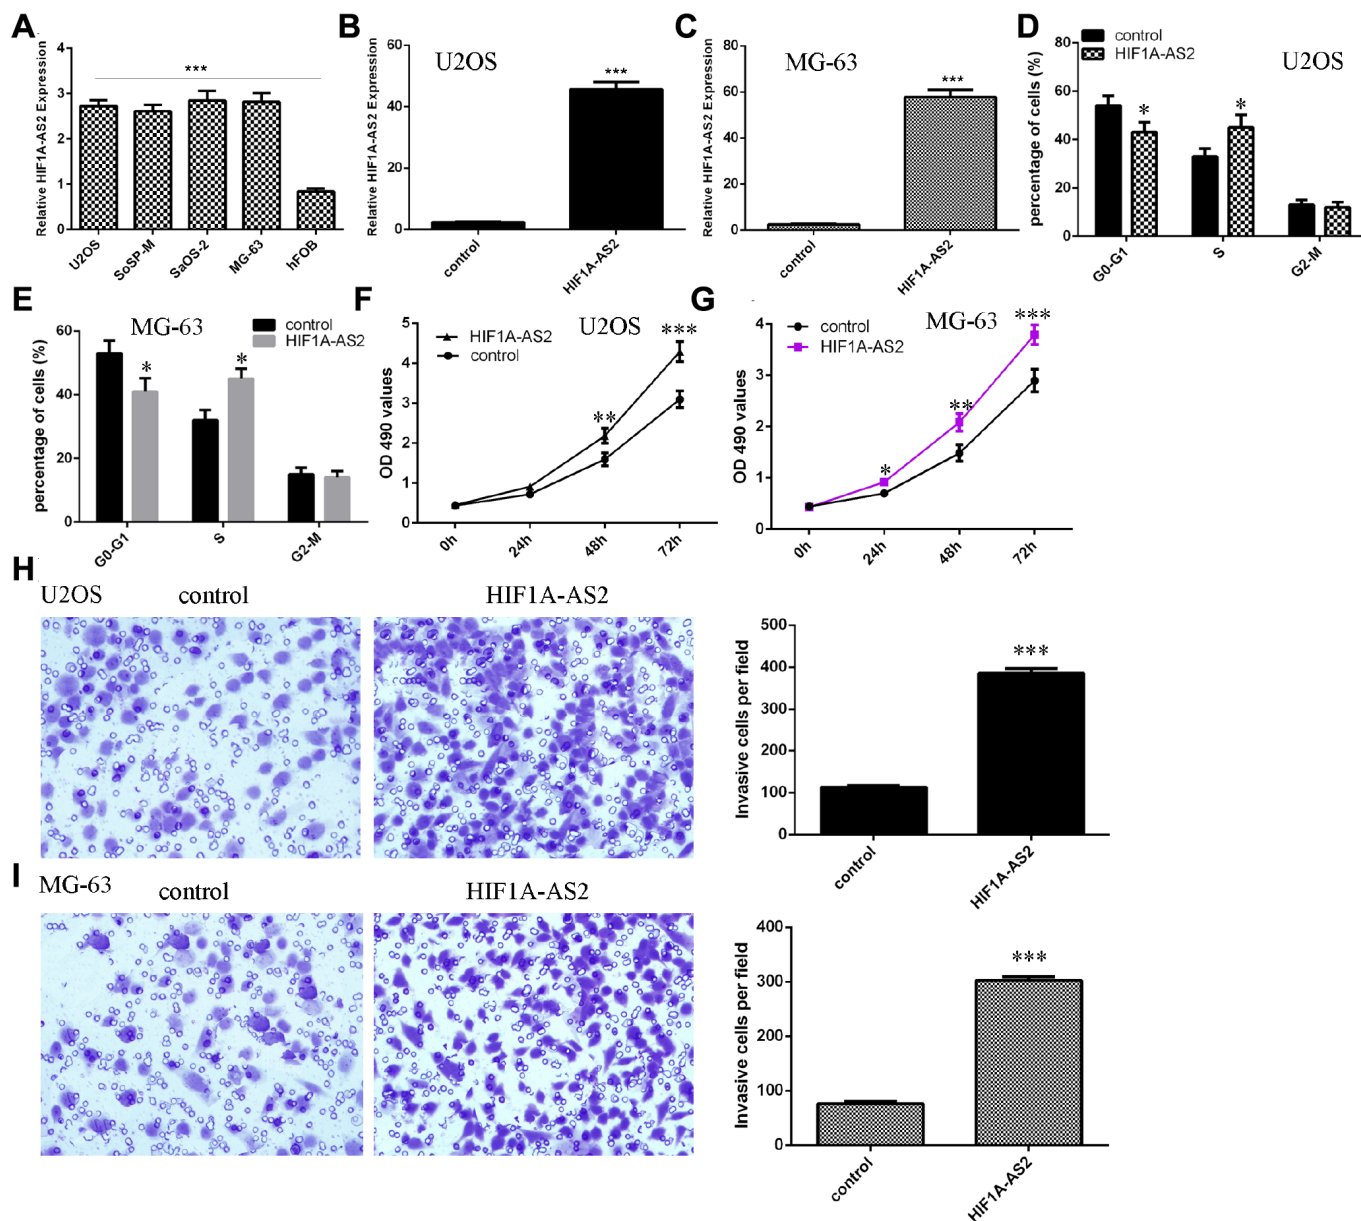 A
Relative HIF1A-AS2 Expression
4
3
2
1
0
***
U2OS
SoSP-M
SaOS-2
MG-63
hFOB
B
U2OS
Relative HIF1A-AS2 Expression
60
40
20
0
***
control
HIF1A-AS2
C
MG-63
Relative HIF1A-AS2 Expression
80
60
40
20
0
***
control
HIF1A-AS2
D
control
HIF1A-AS2
U2OS
percentage of cells (%)
80
60
40
20
0
*
*
G0-G1
S
G2-M
E
MG-63
control
HIF1A-AS2
percentage of cells (%)
60
40
20
0
*
*
G0-G1
S
G2-M
F
U2OS
HIF1A-AS2
control
OD 490 values
5
4
3
2
1
0
**
***
0h
24h
48h
72h
G
MG-63
control
HIF1A-AS2
OD 490 values
4
3
2
1
0
*
**
***
0h
24h
48h
72h
H
U2OS
control
HIF1A-AS2
Invasive cells per field
500
400
300
200
100
0
***
control
HIF1A-AS2
I
MG-63
control
HIF1A-AS2
Invasive cells per field
400
300
200
100
0
***
control
HIF1A-AS2